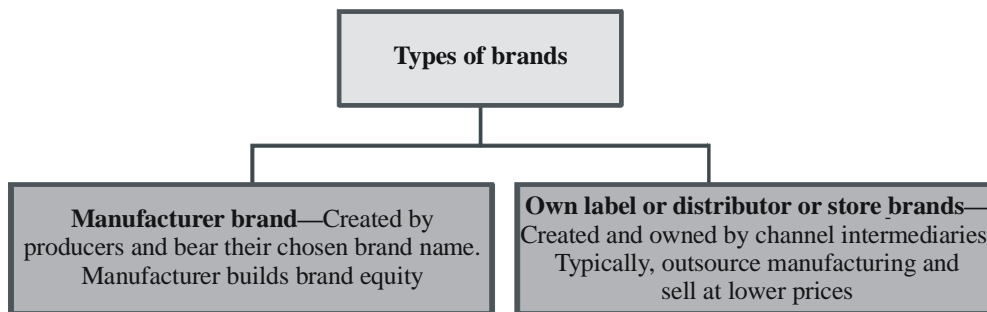 Types of brands
Manufacturer brand—Created by
producers and bear their chosen brand name.
Manufacturer builds brand equity
Own label or distributor or store brands—
Created and owned by channel intermediaries
Typically, outsource manufacturing and
sell at lower prices